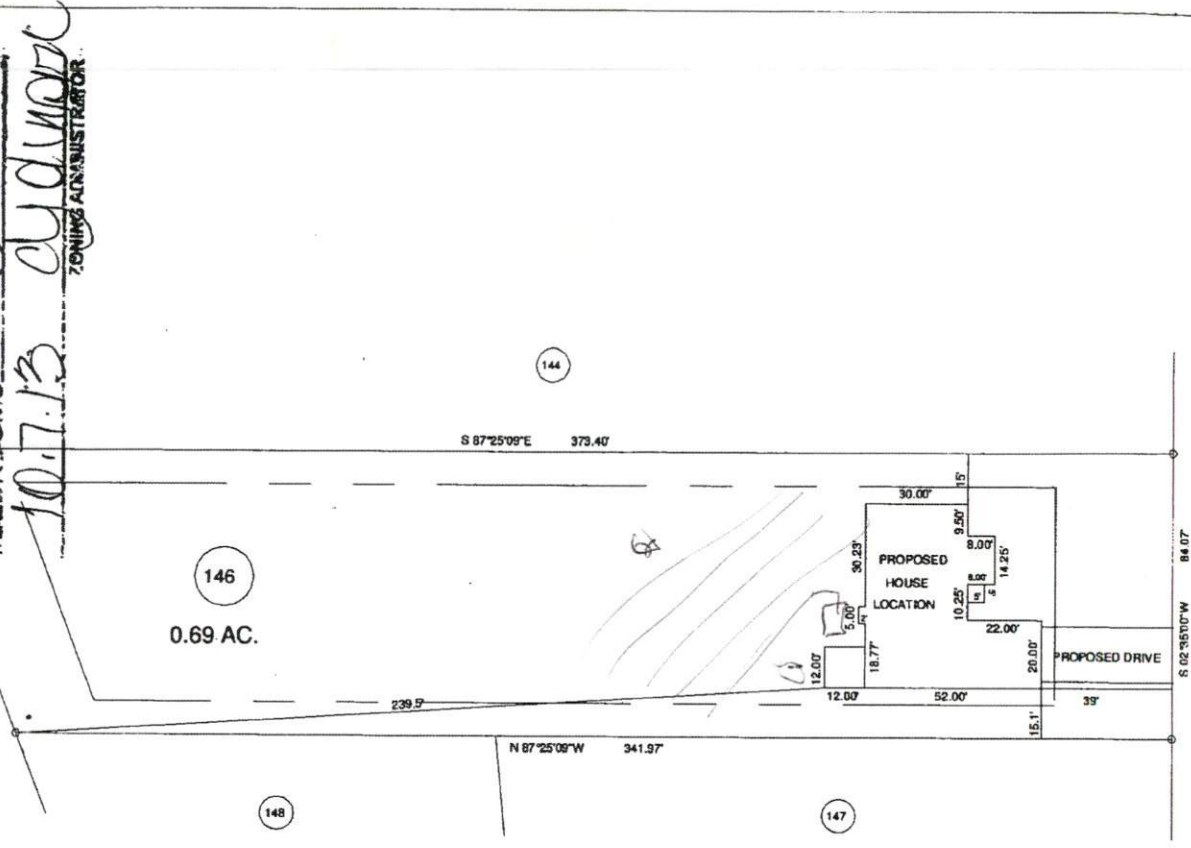 10.7.13
ZONING ADMINISTRATOR
144
S 87°25'09"E 373.40'
15'
30.00'
9.50'
8.00'
14.25'
30.23'
PROPOSED
HOUSE
LOCATION
146
0.69 AC.
6.00'
5
10.25'
5.00'
22.00'
12.00'
18.77'
20.00'
PROPOSED DRIVE
12.00'
52.00'
39'
239.5'
15.1'
N 87°25'09"W 341.97'
148
147
84.07'
S 02°35'00"W